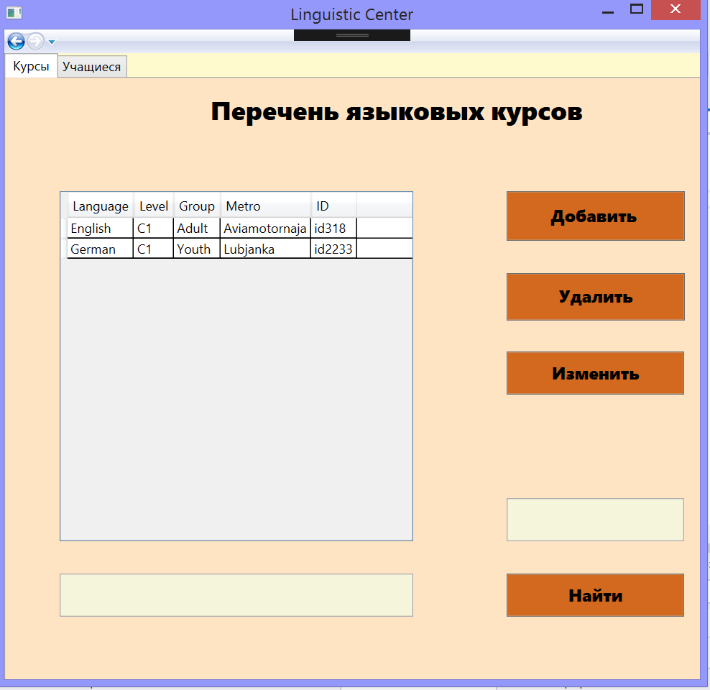 Linguistic Center
Курсы Учащиеся
Перечень языковых курсов
Language Level Group Metro ID
English C1 Adult Aviamotornaja id318
German C1 Youth Lubjanka id2233
Добавить
Удалить
Изменить
Найти